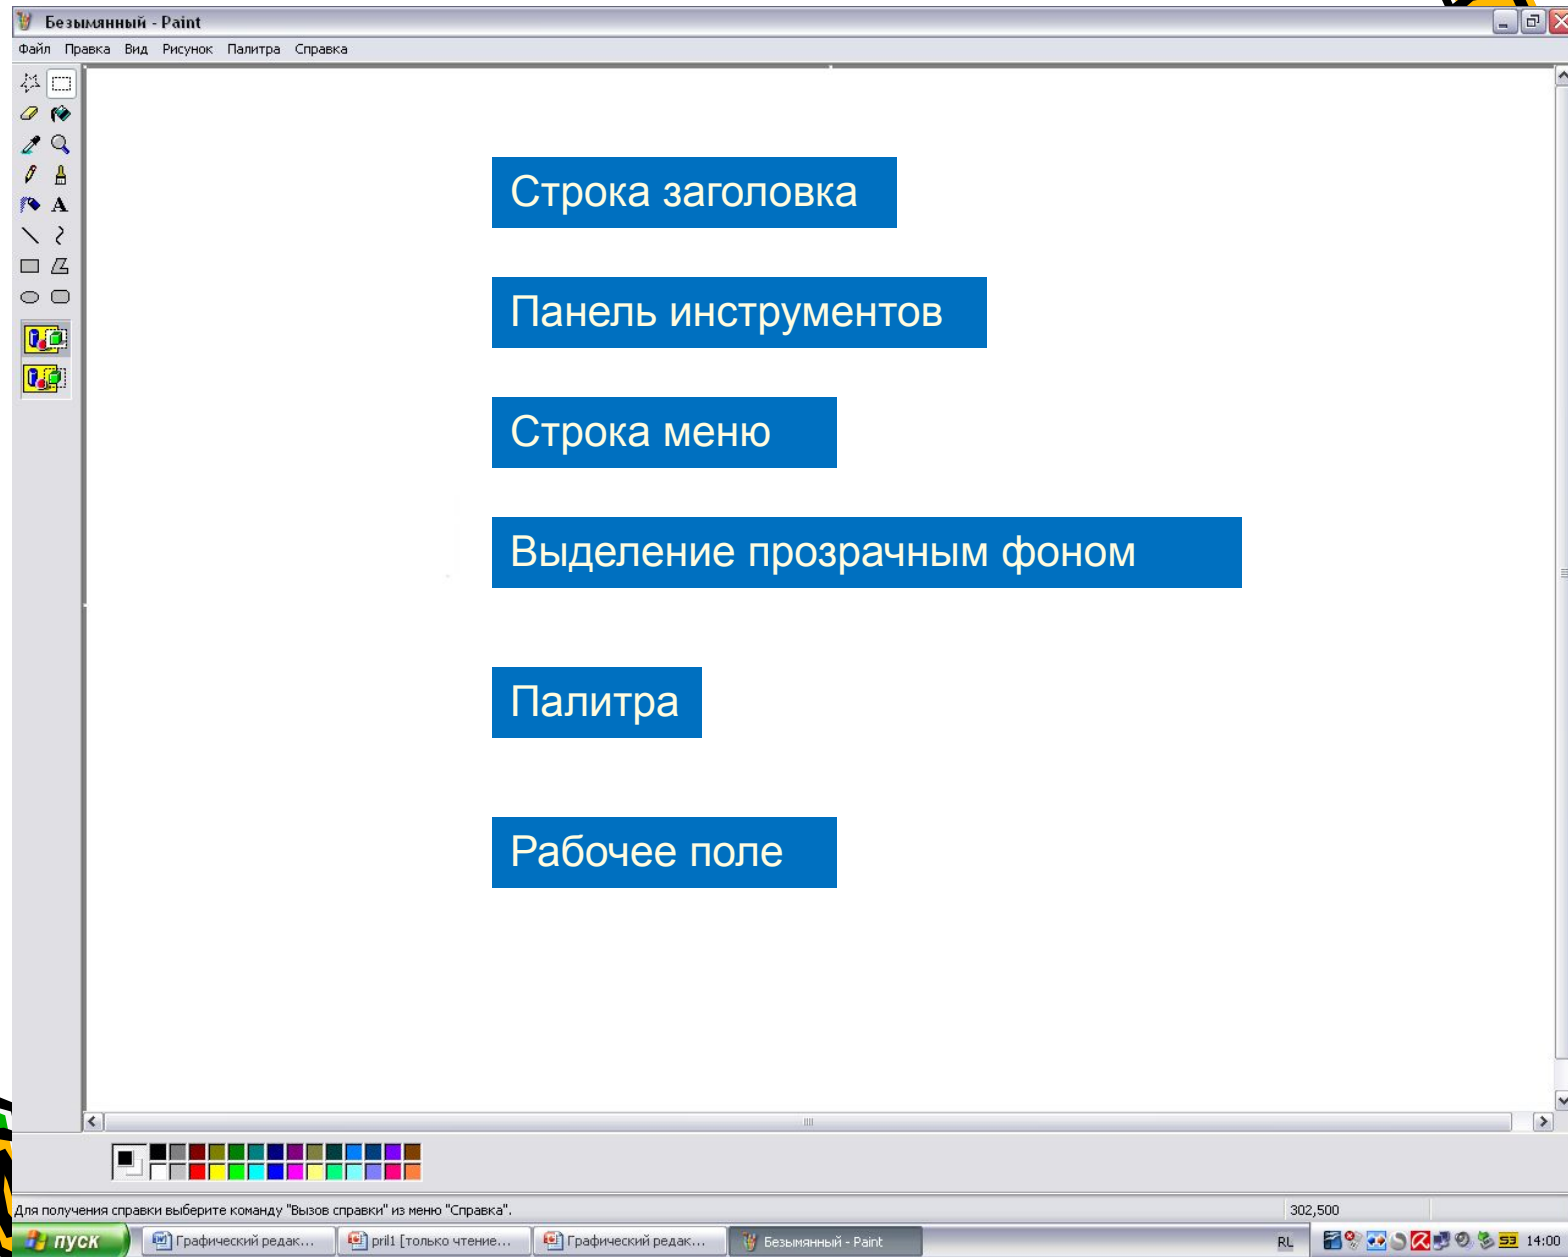 Безымянный - Paint
Файл Правка Вид Рисунок Палитра Справка
A
Строка заголовка
Панель инструментов
Строка меню
Выделение прозрачным фоном
Палитра
Рабочее поле
Для получения справки выберите команду "Вызов справки" из меню "Справка".
302,500
пуск
Графический редак...
pril1 [только чтение...
Графический редак...
Безымянный - Paint
RL
53
14:00